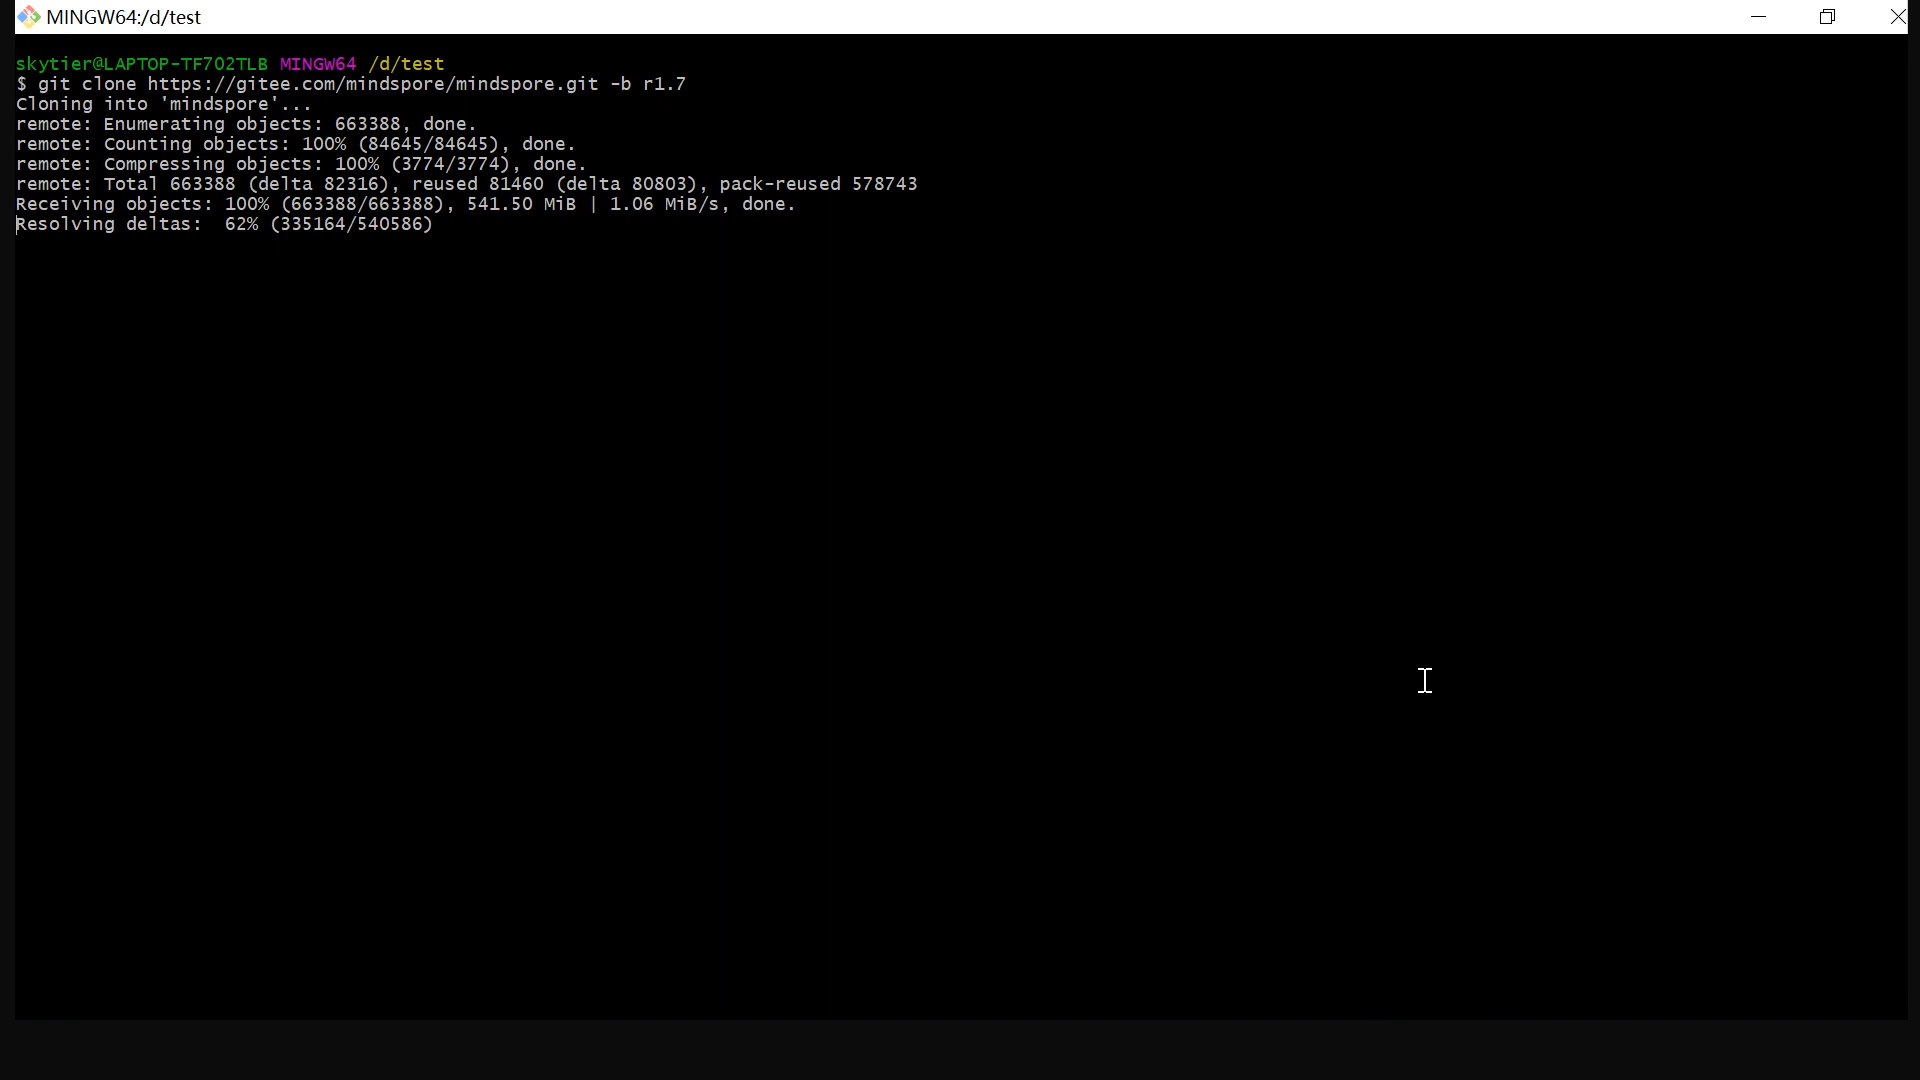 MINGW64:/d/test
skytier@LAPTOP-TF702TLB MINGW64 /d/test
$ git clone https://gitee.com/mindspore/mindspore.git -b r1.7
Cloning into 'mindspore'...
remote: Enumerating objects: 663388, done.
remote: Counting objects: 100% (84645/84645), done.
remote: Compressing objects: 100% (3774/3774), done.
remote: Total 663388 (delta 82316), reused 81460 (delta 80803), pack-reused 578743
Receiving objects: 100% (663388/663388), 541.50 MiB | 1.06 MiB/s, done.
Resolving deltas:  62% (335164/540586)